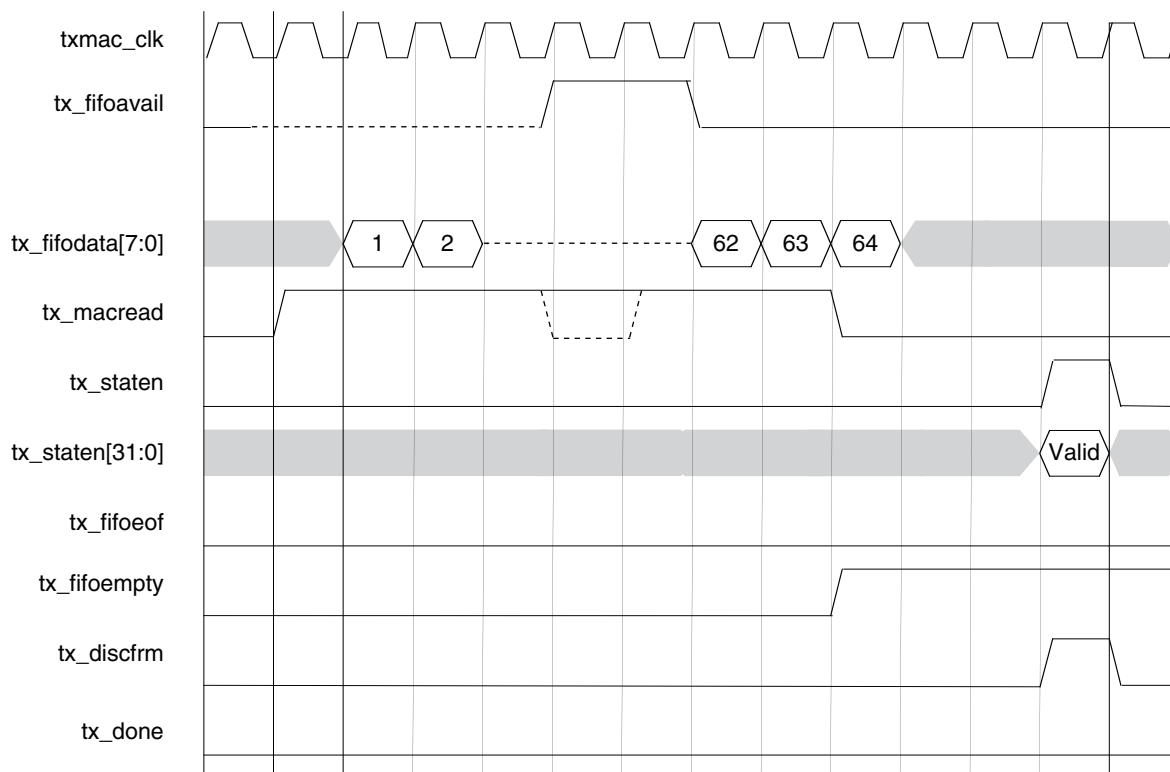 txmac_clk
tx_fifoavail
tx_fifodata[7:0] 1 2 62 63 64
tx_macread
tx_staten
tx_staten[31:0] Valid
tx_fifoeof
tx_fifoempty
tx_discfrm
tx_done